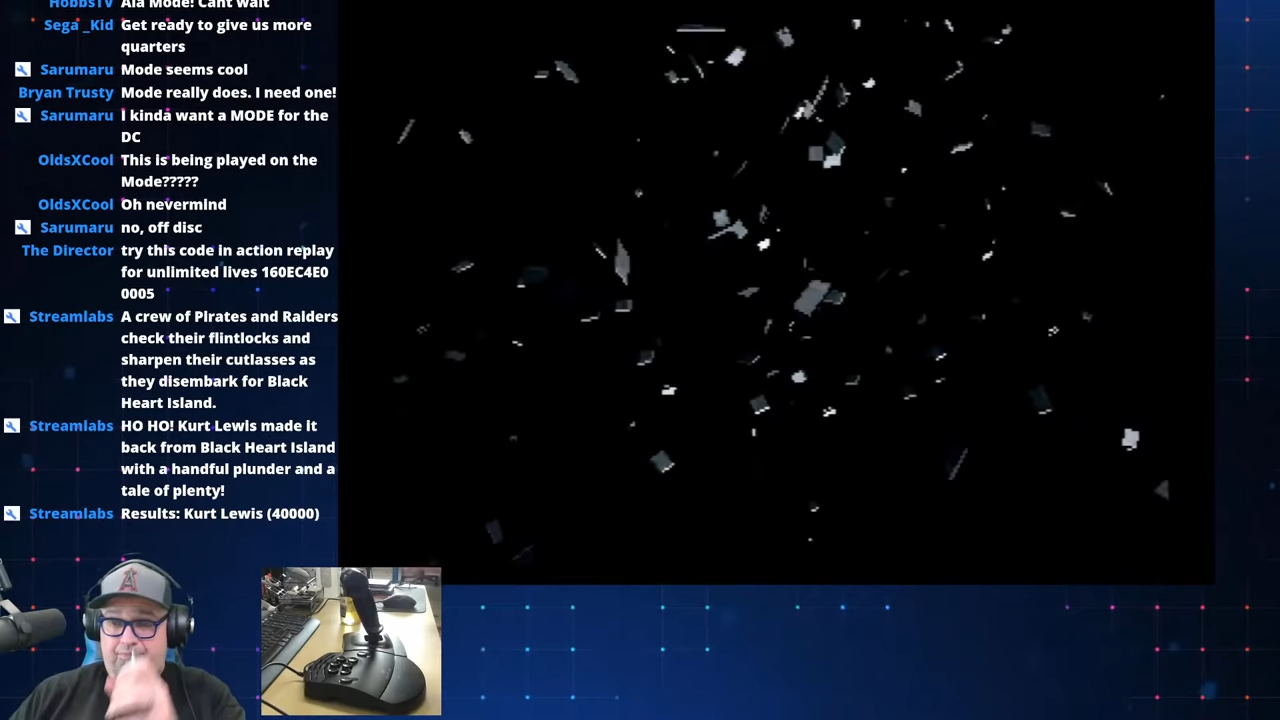 HobbsTV Ala Mode! Cant wait
Sega _Kid Get ready to give us more
quarters
Sarumaru Mode seems cool
Bryan Trusty Mode really does. I need one!
Sarumaru I kinda want a MODE for the
DC
OldsXCool This is being played on the
Mode?????
OldsXCool Oh nevermind
Sarumaru no, off disc
The Director try this code in action replay
for unlimited lives 160EC4E0
0005
Streamlabs A crew of Pirates and Raiders
check their flintlocks and
sharpen their cutlasses as
they disembark for Black
Heart Island.
Streamlabs HO HO! Kurt Lewis made it
back from Black Heart Island
with a handful plunder and a
tale of plenty!
Streamlabs Results: Kurt Lewis (40000)
A